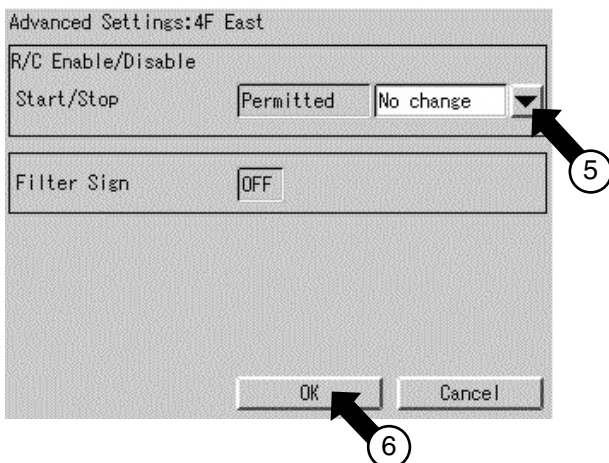 Advanced Settings:4F East
R/C Enable/Disable
Start/Stop Permitted No change
5
Filter Sign OFF
OK Cancel
6